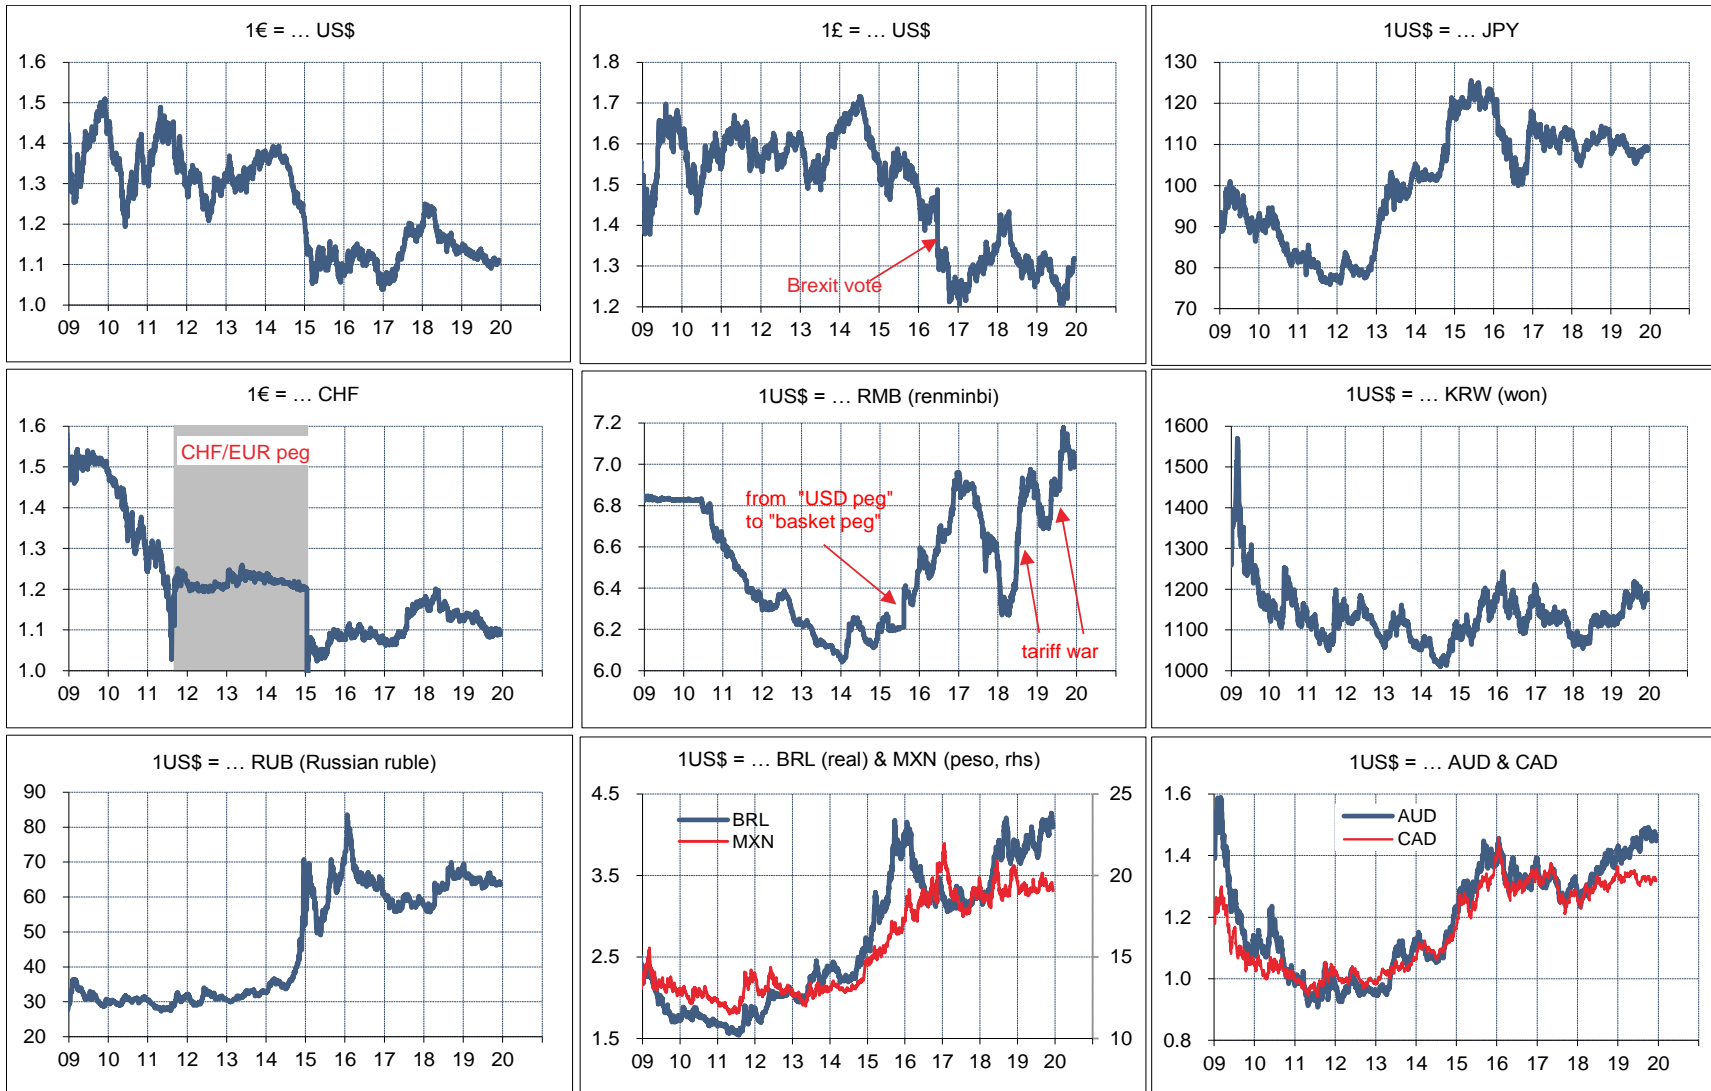 1€ = … US$
1.6
1.5
1.4
1.3
1.2
1.1
1.0
09 10 11 12 13 14 15 16 17 18 19 20
1£ = … US$
1.8
1.7
1.6
1.5
1.4
1.3
1.2
Brexit vote
09 10 11 12 13 14 15 16 17 18 19 20
1US$ = … JPY
130
120
110
100
90
80
70
09 10 11 12 13 14 15 16 17 18 19 20
1€ = … CHF
1.6
1.5
1.4
1.3
1.2
1.1
1.0
CHF/EUR peg
09 10 11 12 13 14 15 16 17 18 19 20
1US$ = … RMB (renminbi)
7.2
7.0
6.8
6.6
6.4
6.2
6.0
from "USD peg"
to "basket peg"
tariff war
09 10 11 12 13 14 15 16 17 18 19 20
1US$ = … KRW (won)
1600
1500
1400
1300
1200
1100
1000
09 10 11 12 13 14 15 16 17 18 19 20
1US$ = … RUB (Russian ruble)
90
80
70
60
50
40
30
20
09 10 11 12 13 14 15 16 17 18 19 20
1US$ = … BRL (real) & MXN (peso, rhs)
4.5
3.5
2.5
1.5
BRL
MXN
25
20
15
10
09 10 11 12 13 14 15 16 17 18 19 20
1US$ = … AUD & CAD
1.6
1.4
1.2
1.0
0.8
AUD
CAD
09 10 11 12 13 14 15 16 17 18 19 20